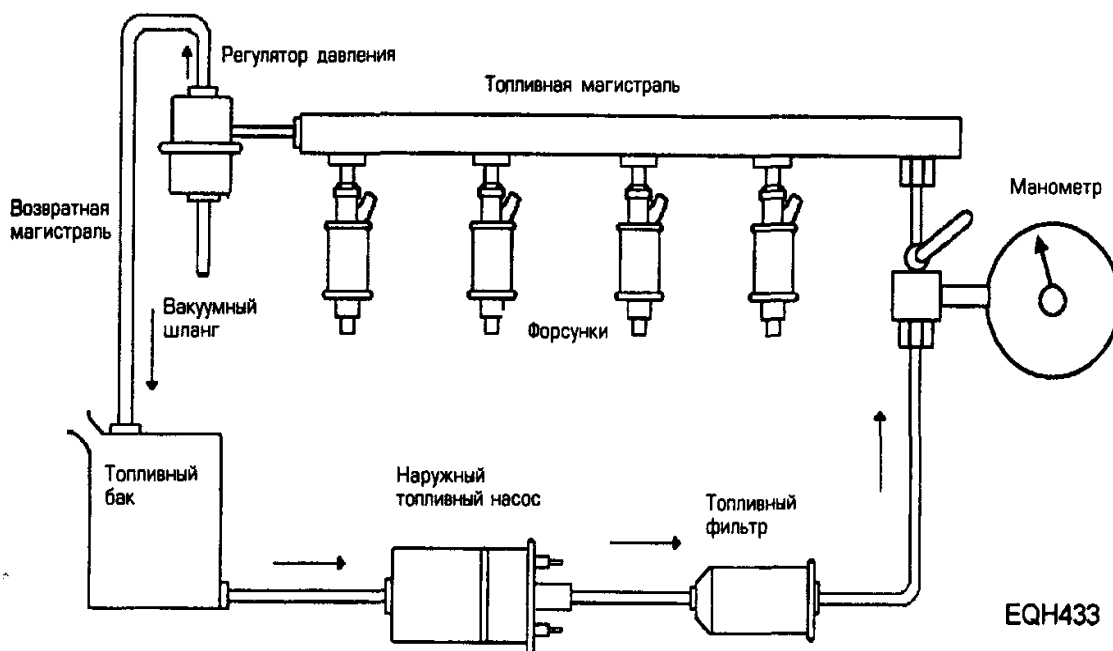 Регулятор давления
Топливная магистраль
Манометр
Возвратная
магистраль
Вакуумный
шланг
Форсунки
Топливный
бак
Наружный
топливный насос
Топливный
фильтр
EQH433